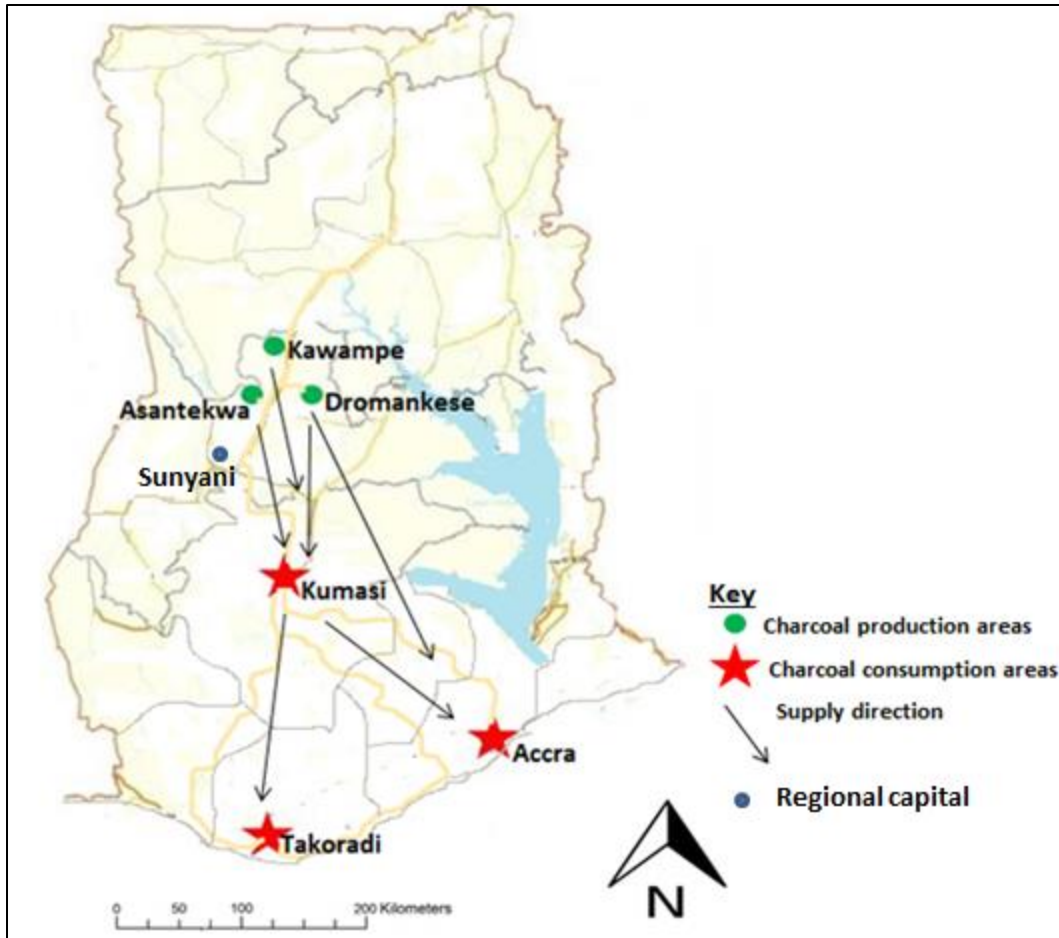 Kawampe
Asantekwa
Dromankese
Sunyani
Kumasi
Accra
Takoradi
Key
Charcoal production areas
Charcoal consumption areas
Supply direction
Regional capital
N
0 50 100 200 Kilometers